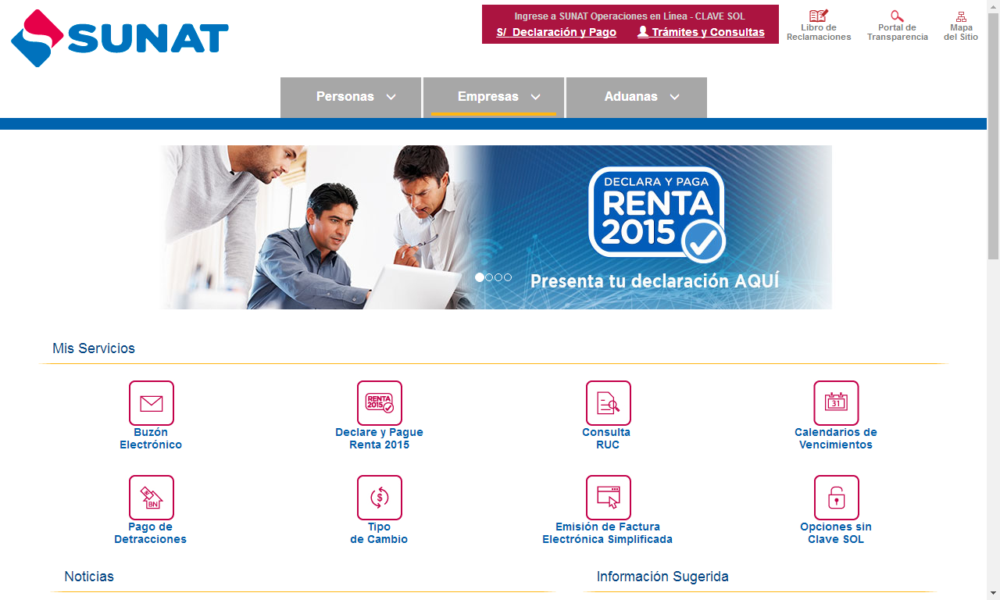 SUNAT
Ingrese a SUNAT Operaciones en Línea - CLAVE SOL
S/ Declaración y Pago
Trámites y Consultas
Libro de
Reclamaciones
Portal de
Transparencia
Mapa
del Sitio
Personas
Empresas
Aduanas
DECLARA Y PAGA
RENTA
2015
Presenta tu declaración AQUÍ
Mis Servicios
Buzón
Electrónico
RENTA
2015
Declare y Pague
Renta 2015
Consulta
RUC
31
Calendarios de
Vencimientos
BN
Pago de
Detracciones
$
Tipo
de Cambio
Emisión de Factura
Electrónica Simplificada
Opciones sin
Clave SOL
Noticias
Información Sugerida